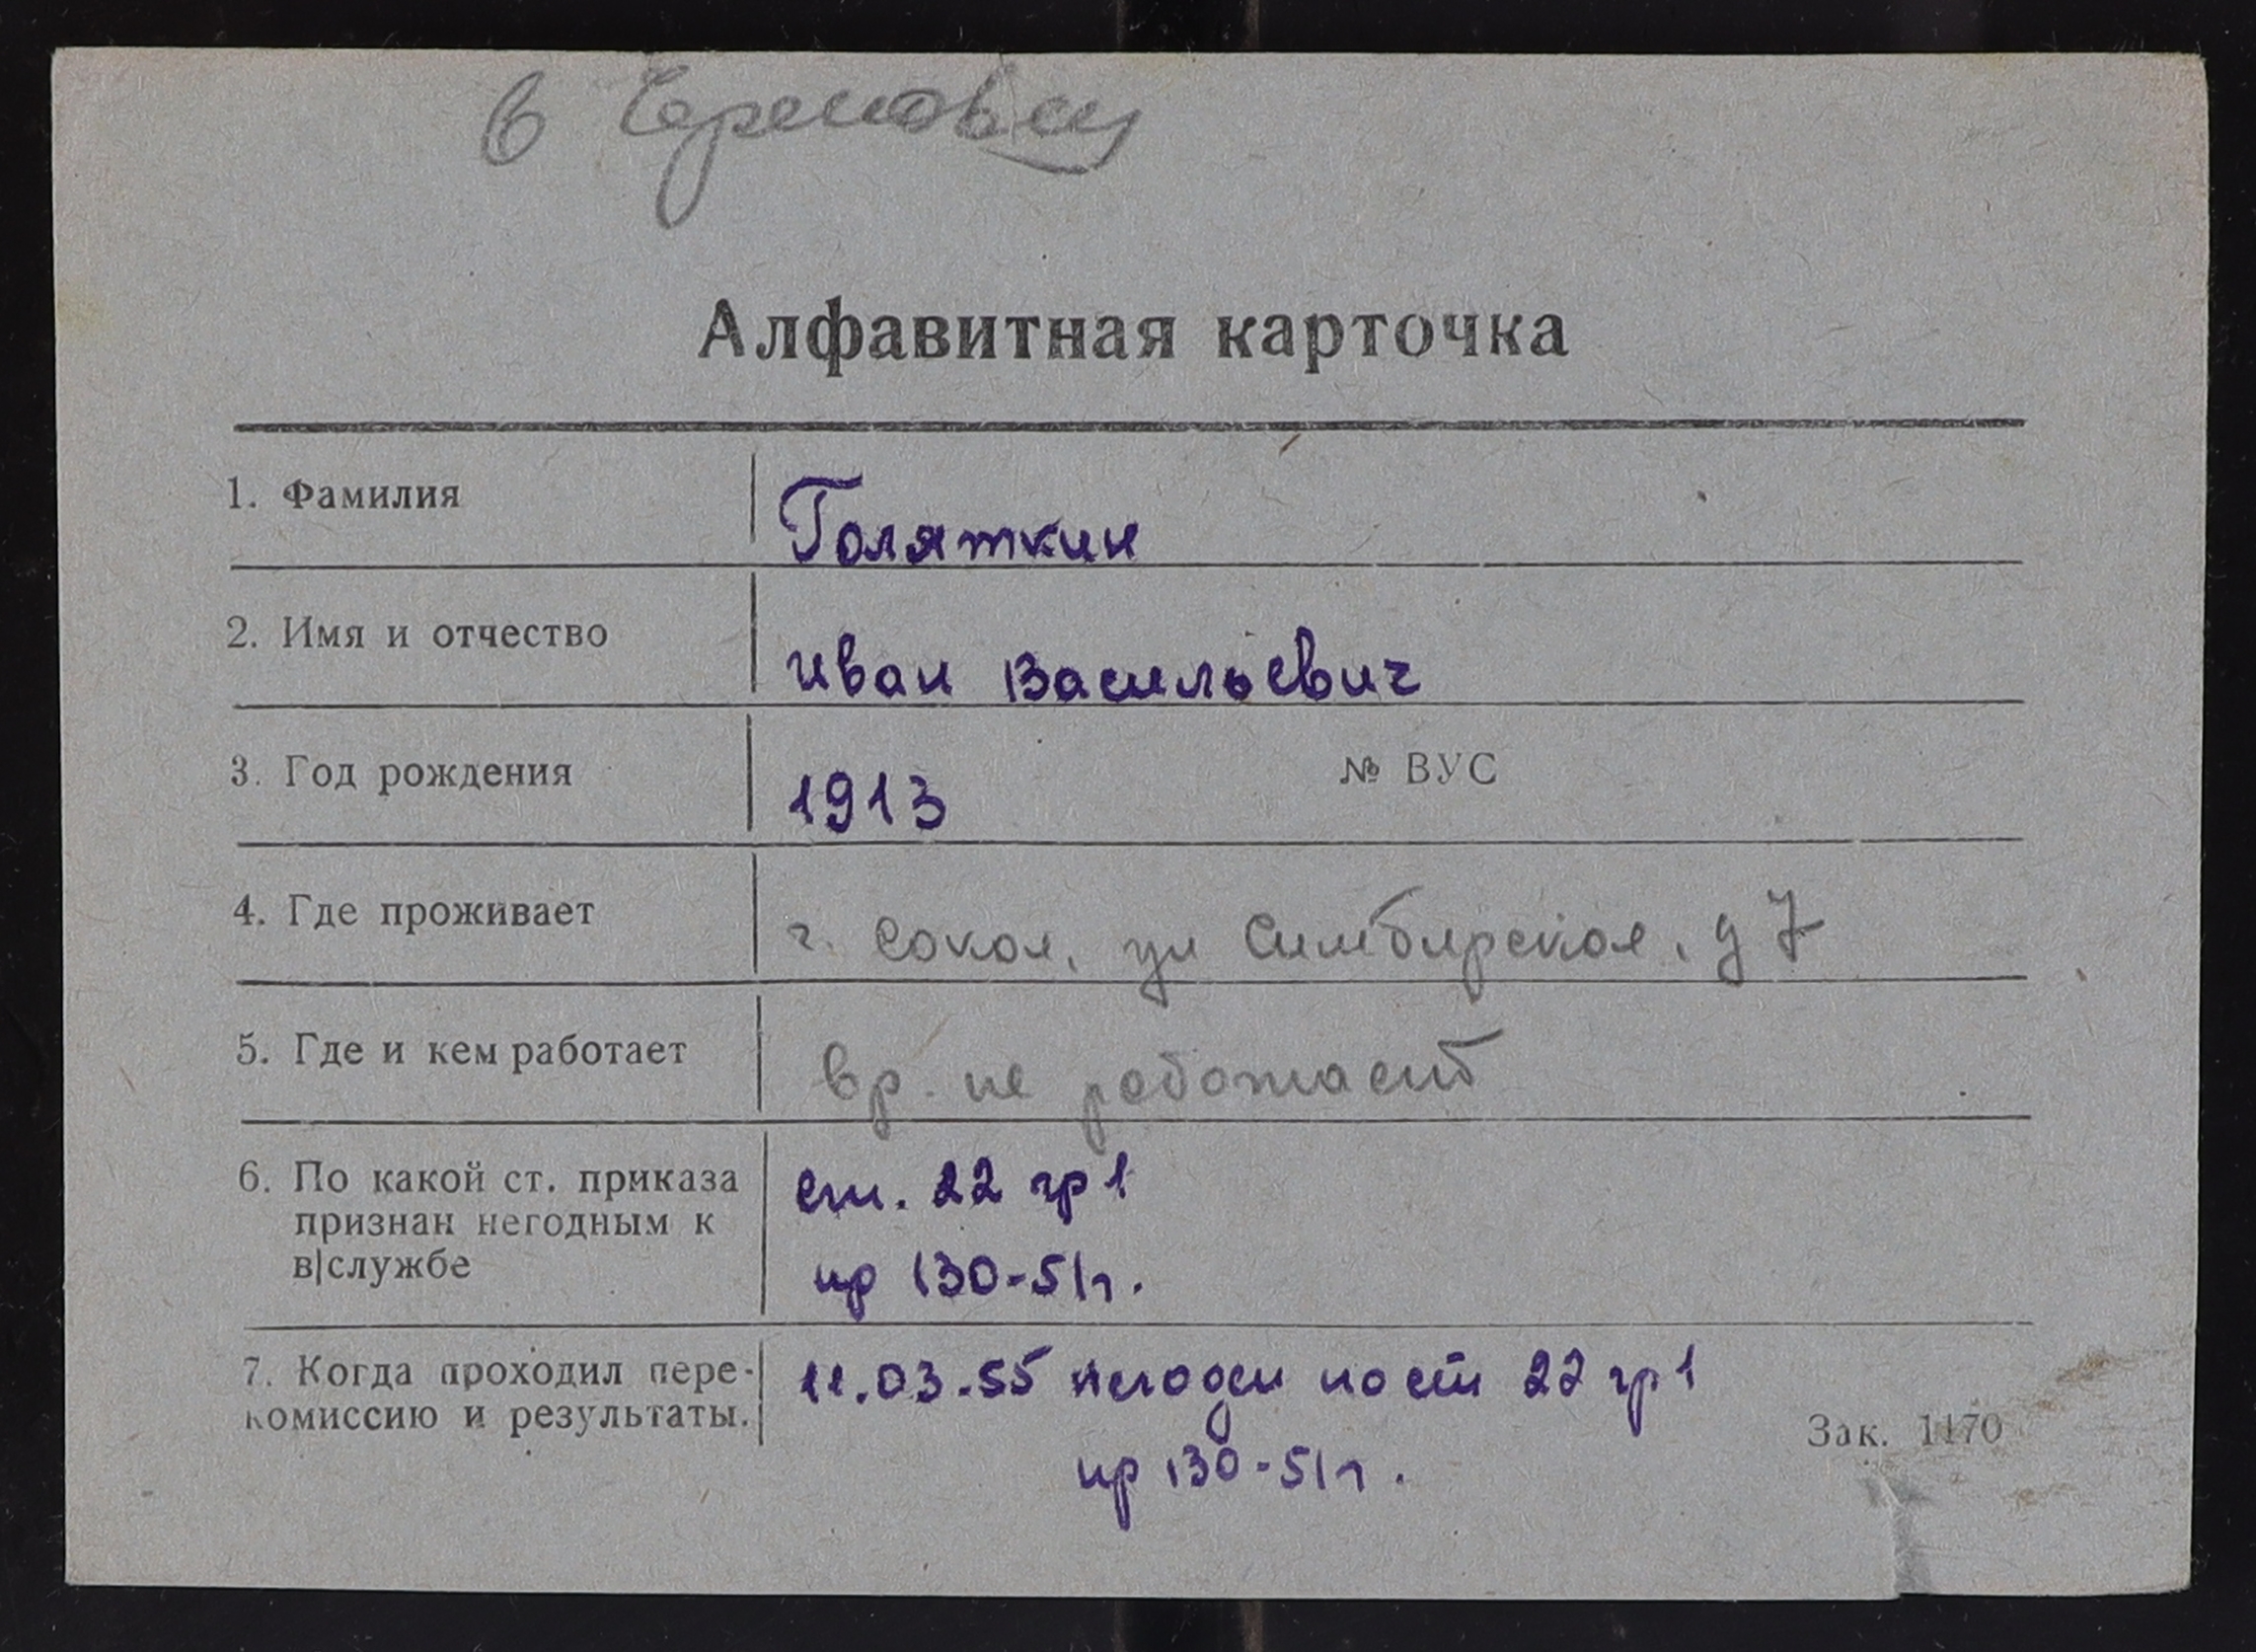 в Череповец
Алфавитная карточка
1. Фамилия Голяткин
2. Имя и отчество Иван Васильевич
3. Год рождения 1913 № ВУС
4. Где проживает г. Сокол, ул Симбирская, д 7
5. Где и кем работает вр. не работает
6. По какой ст. приказа ст. 22 гр 1
признан негодным к
в|службе пр 130-51г.
7. Когда проходил пере- 11.03.55 негоден по ст 22 гр 1
комиссию и результаты.
Зак. 1170
пр 130-51г.